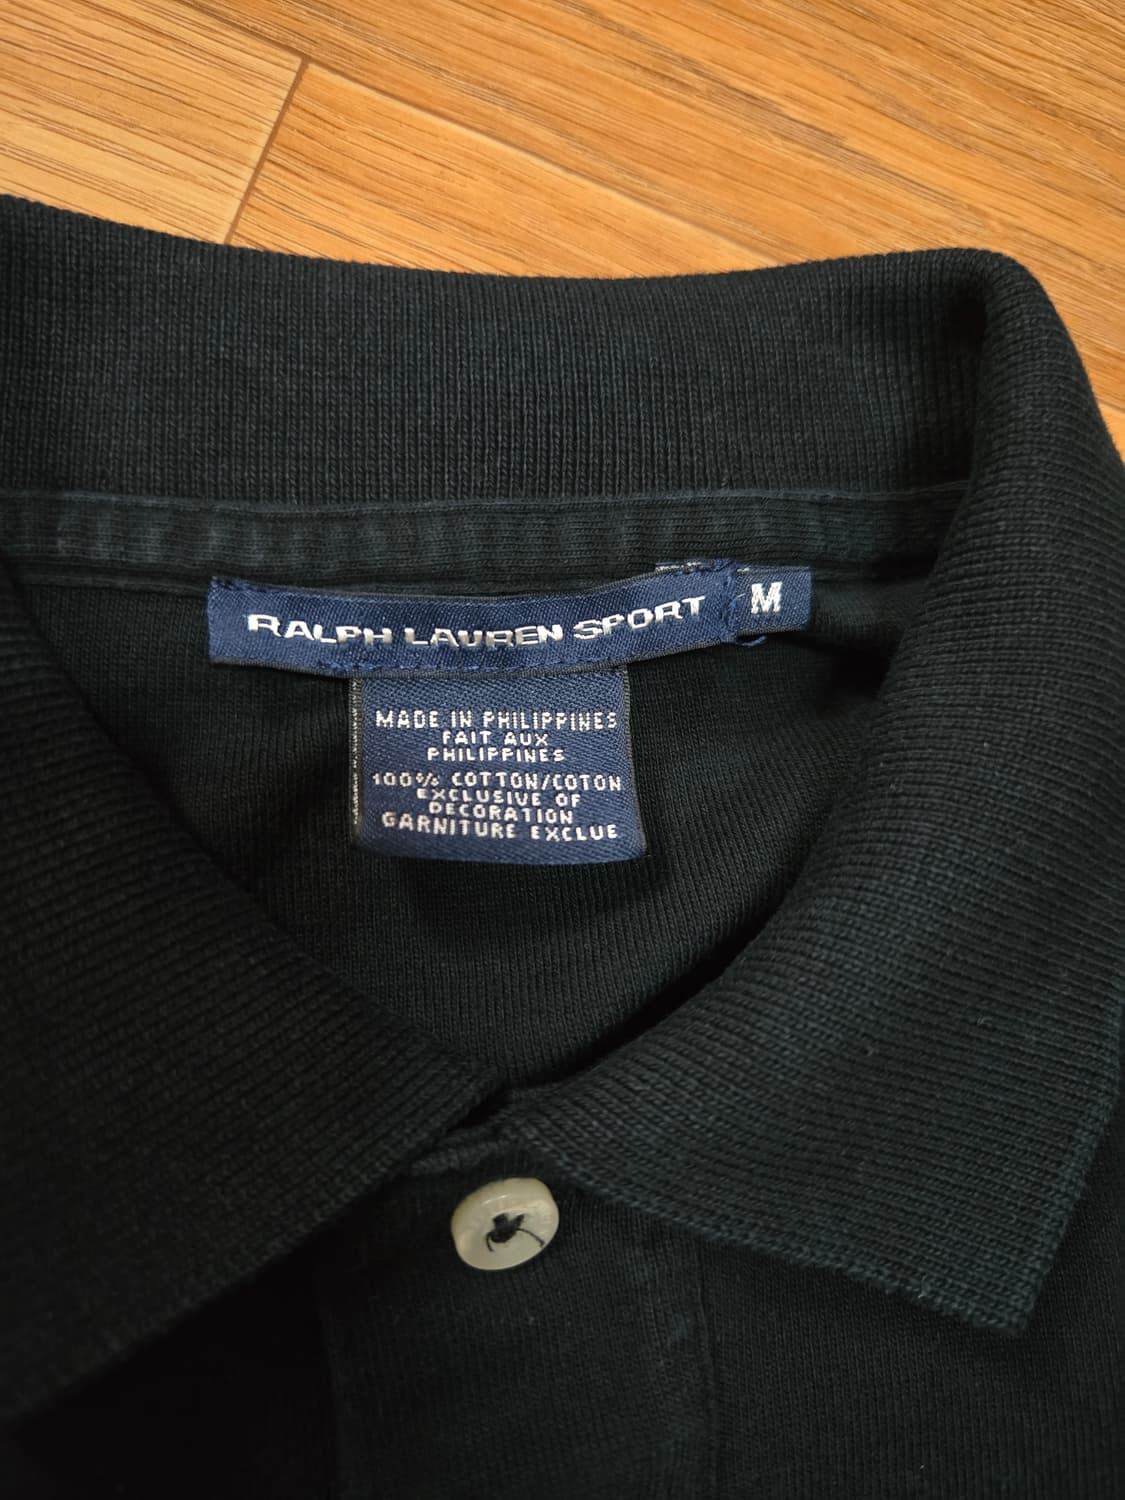 RALPH LAUREN SPORT M
MADE IN PHILIPPINES
FAIT AUX
PHILIPPINES
100% COTTON/COTON
EXCLUSIVE OF
DECORATION
GARNITURE EXCLUE